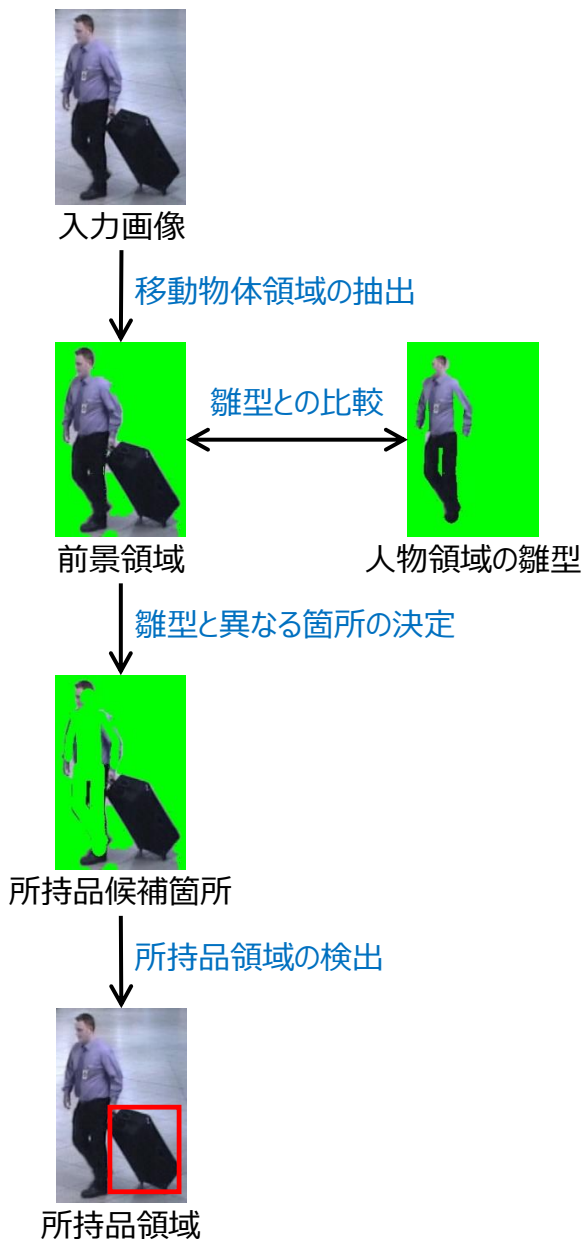 入力画像
移動物体領域の抽出
雛型との比較
前景領域
人物領域の雛型
雛型と異なる箇所の決定
所持品候補箇所
所持品領域の検出
所持品領域